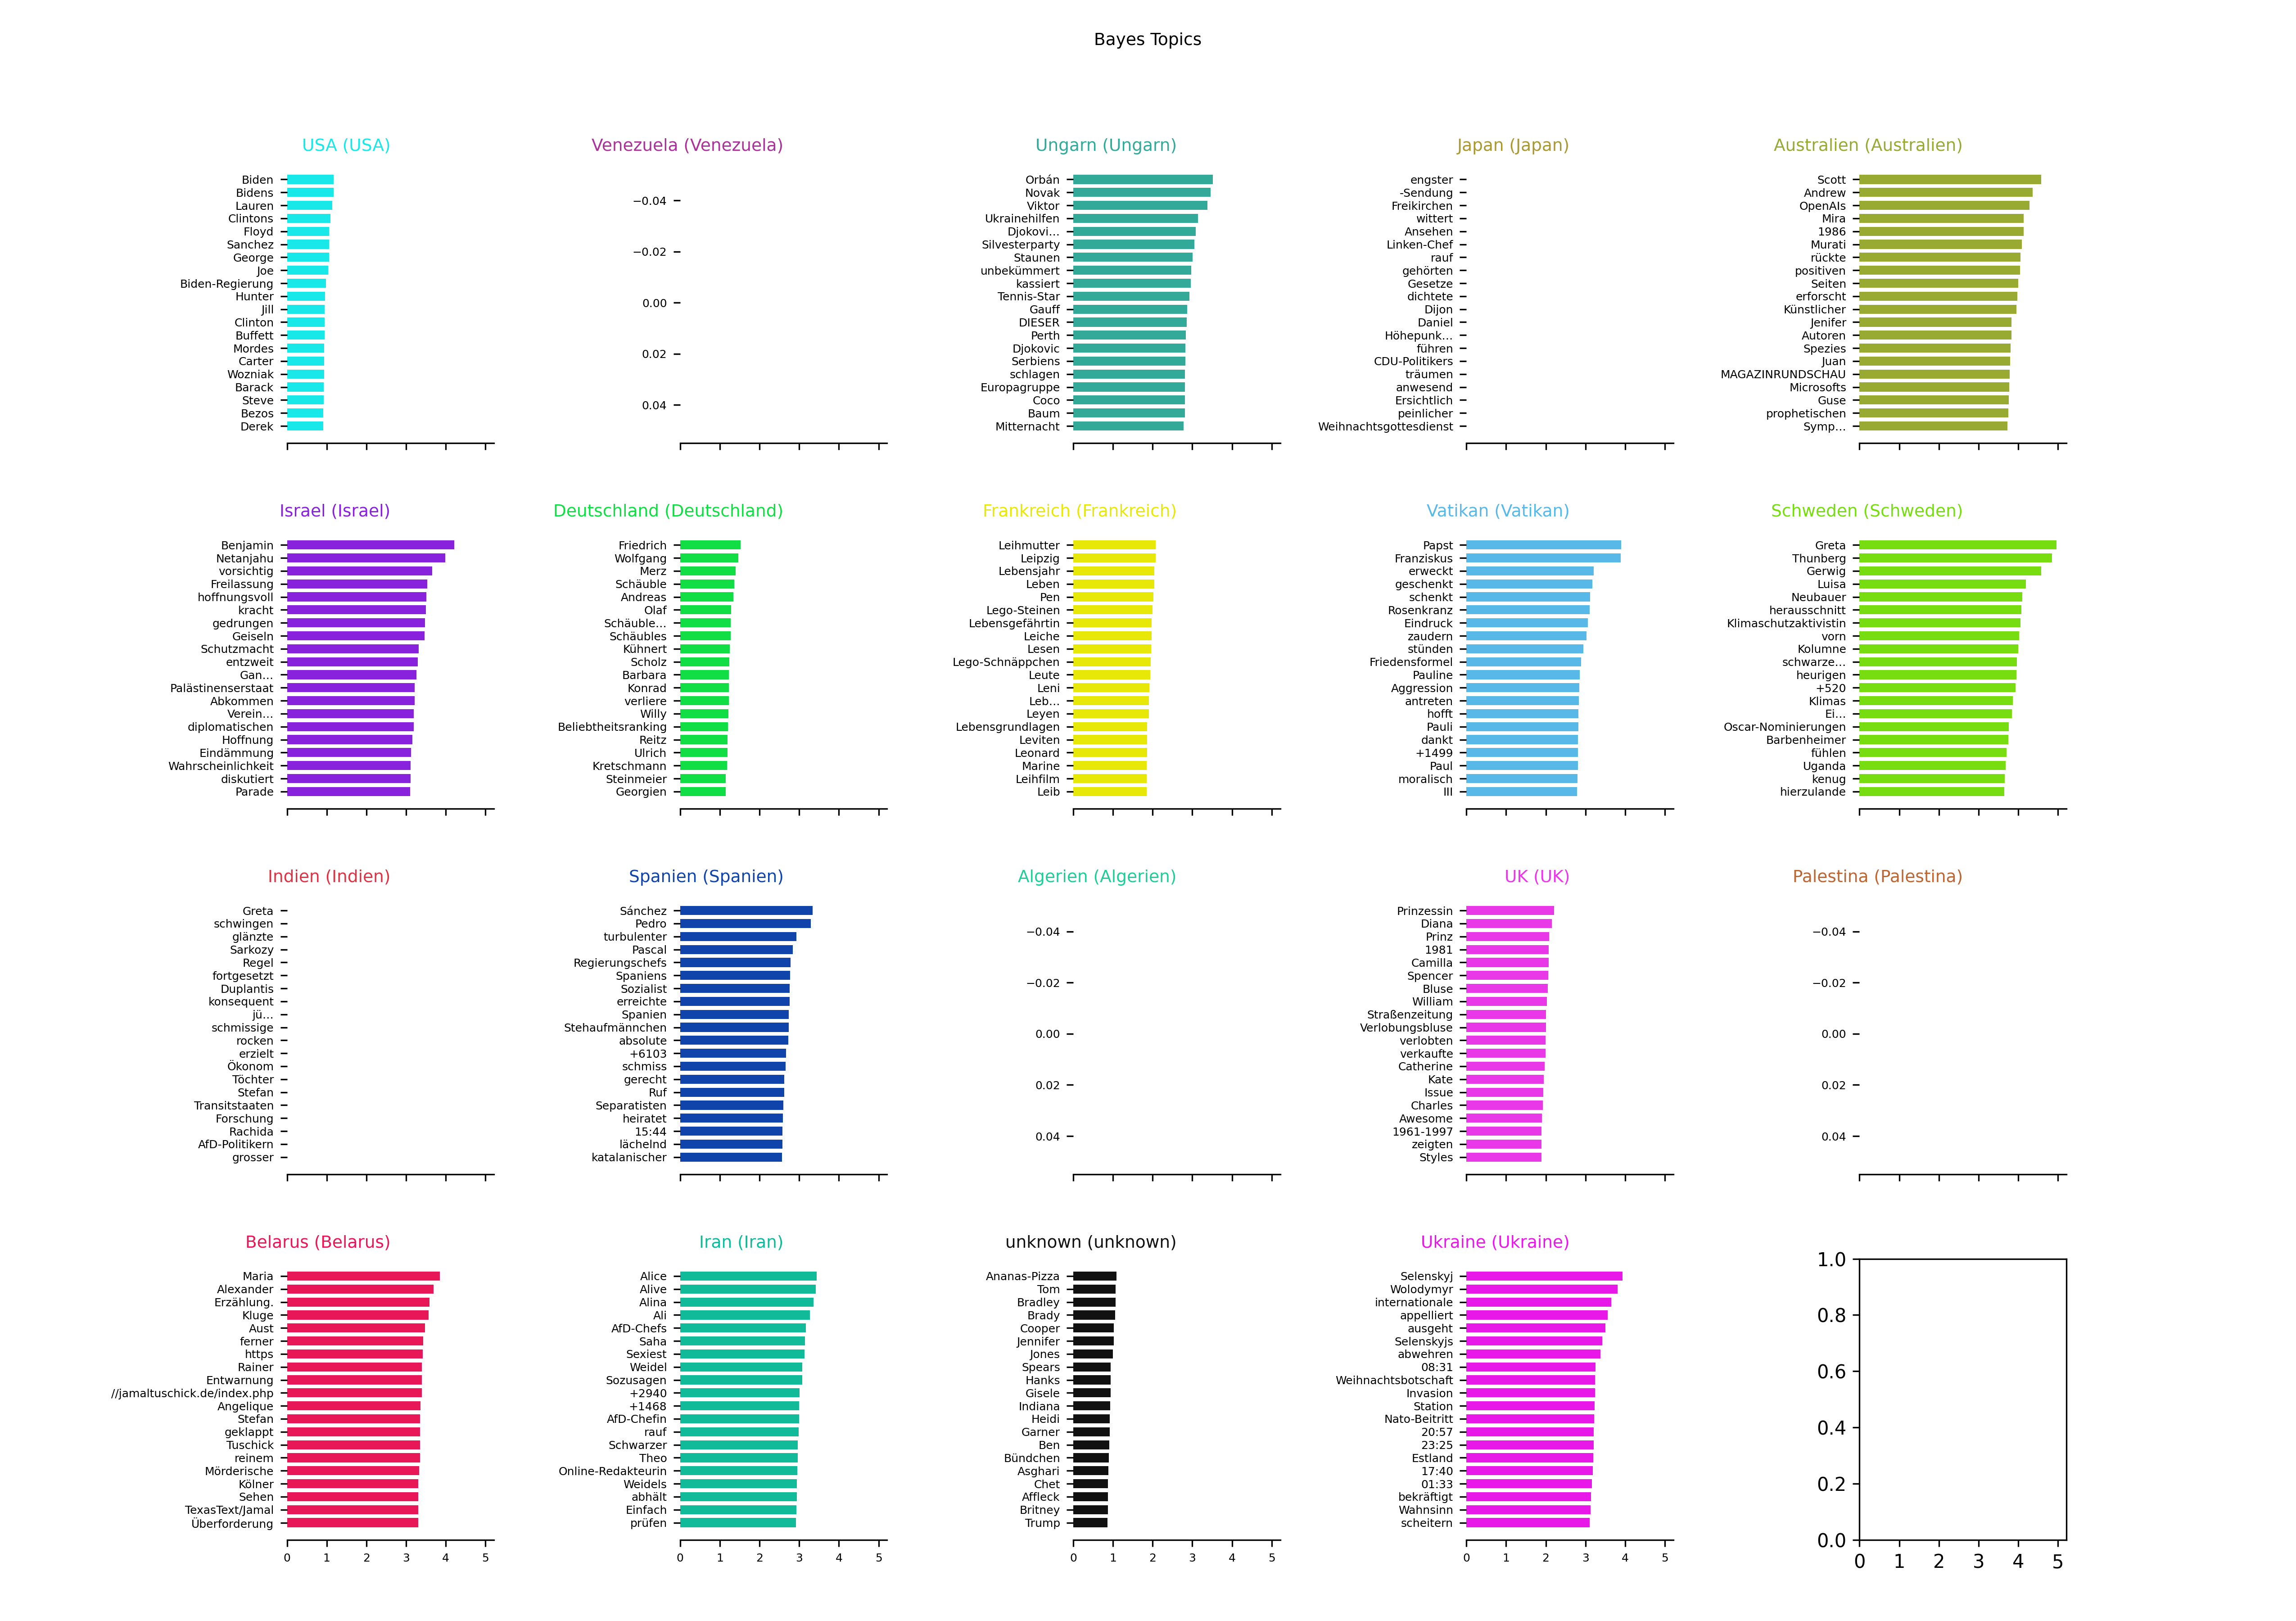 Bayes Topics
USA (USA)
Biden
Bidens
Lauren
Clintons
Floyd
Sanchez
George
Joe
Biden-Regierung
Hunter
Jill
Clinton
Buffett
Mordes
Carter
Wozniak
Barack
Steve
Bezos
Derek
Venezuela (Venezuela)
−0.04
−0.02
0.00
0.02
0.04
Ungarn (Ungarn)
Orbán
Novak
Viktor
Ukrainehilfen
Djokovi...
Silvesterparty
Staunen
unbekümmert
kassiert
Tennis-Star
Gauff
DIESER
Perth
Djokovic
Serbiens
schlagen
Europagruppe
Coco
Baum
Mitternacht
Japan (Japan)
engster
-Sendung
Freikirchen
wittert
Ansehen
Linken-Chef
rauf
gehörten
Gesetze
dichtete
Dijon
Daniel
Höhepunk...
führen
CDU-Politikers
träumen
anwesend
Ersichtlich
peinlicher
Weihnachtsgottesdienst
Australien (Australien)
Scott
Andrew
OpenAIs
Mira
1986
Murati
rückte
positiven
Seiten
erforscht
Künstlicher
Jenifer
Autoren
Spezies
Juan
MAGAZINRUNDSCHAU
Microsofts
Guse
prophetischen
Symp...
Israel (Israel)
Benjamin
Netanjahu
vorsichtig
Freilassung
hoffnungsvoll
kracht
gedrungen
Geiseln
Schutzmacht
entzweit
Gan...
Palästinenserstaat
Abkommen
Verein...
diplomatischen
Hoffnung
Eindämmung
Wahrscheinlichkeit
diskutiert
Parade
Deutschland (Deutschland)
Friedrich
Wolfgang
Merz
Schäuble
Andreas
Olaf
Schäuble...
Schäubles
Kühnert
Scholz
Barbara
Konrad
verliere
Willy
Beliebtheitsranking
Reitz
Ulrich
Kretschmann
Steinmeier
Georgien
Frankreich (Frankreich)
Leihmutter
Leipzig
Lebensjahr
Leben
Pen
Lego-Steinen
Lebensgefährtin
Leiche
Lesen
Lego-Schnäppchen
Leute
Leni
Leb...
Leyen
Lebensgrundlagen
Leviten
Leonard
Marine
Leihfilm
Leib
Vatikan (Vatikan)
Papst
Franziskus
erweckt
geschenkt
schenkt
Rosenkranz
Eindruck
zaudern
stünden
Friedensformel
Pauline
Aggression
antreten
hofft
Pauli
dankt
+1499
Paul
moralisch
III
Schweden (Schweden)
Greta
Thunberg
Gerwig
Luisa
Neubauer
herausschnitt
Klimaschutzaktivistin
vorn
Kolumne
schwarze...
heurigen
+520
Klimas
Ei...
Oscar-Nominierungen
Barbenheimer
fühlen
Uganda
kenug
hierzulande
Indien (Indien)
Greta
schwingen
glänzte
Sarkozy
Regel
fortgesetzt
Duplantis
konsequent
jü...
schmissige
rocken
erzielt
Ökonom
Töchter
Stefan
Transitstaaten
Forschung
Rachida
AfD-Politikern
grosser
Spanien (Spanien)
Sánchez
Pedro
turbulenter
Pascal
Regierungschefs
Spaniens
Sozialist
erreichte
Spanien
Stehaufmännchen
absolute
+6103
schmiss
gerecht
Ruf
Separatisten
heiratet
15:44
lächelnd
katalanischer
Algerien (Algerien)
−0.04
−0.02
0.00
0.02
0.04
UK (UK)
Prinzessin
Diana
Prinz
1981
Camilla
Spencer
Bluse
William
Straßenzeitung
Verlobungsbluse
verlobten
verkaufte
Catherine
Kate
Issue
Charles
Awesome
1961-1997
zeigten
Styles
Palestina (Palestina)
−0.04
−0.02
0.00
0.02
0.04
Belarus (Belarus)
Maria
Alexander
Erzählung.
Kluge
Aust
ferner
https
Rainer
Entwarnung
//jamaltuschick.de/index.php
Angelique
Stefan
geklappt
Tuschick
reinem
Mörderische
Kölner
Sehen
TexasText/Jamal
Überforderung
0 1 2 3 4 5
Iran (Iran)
Alice
Alive
Alina
Ali
AfD-Chefs
Saha
Sexiest
Weidel
Sozusagen
+2940
+1468
AfD-Chefin
rauf
Schwarzer
Theo
Online-Redakteurin
Weidels
abhält
Einfach
prüfen
0 1 2 3 4 5
unknown (unknown)
Ananas-Pizza
Tom
Bradley
Brady
Cooper
Jennifer
Jones
Spears
Hanks
Gisele
Indiana
Heidi
Garner
Ben
Bündchen
Asghari
Chet
Affleck
Britney
Trump
0 1 2 3 4 5
Ukraine (Ukraine)
Selenskyj
Wolodymyr
internationale
appelliert
ausgeht
Selenskyjs
abwehren
08:31
Weihnachtsbotschaft
Invasion
Station
Nato-Beitritt
20:57
23:25
Estland
17:40
01:33
bekräftigt
Wahnsinn
scheitern
0 1 2 3 4 5
1.0
0.8
0.6
0.4
0.2
0.0
0 1 2 3 4 5